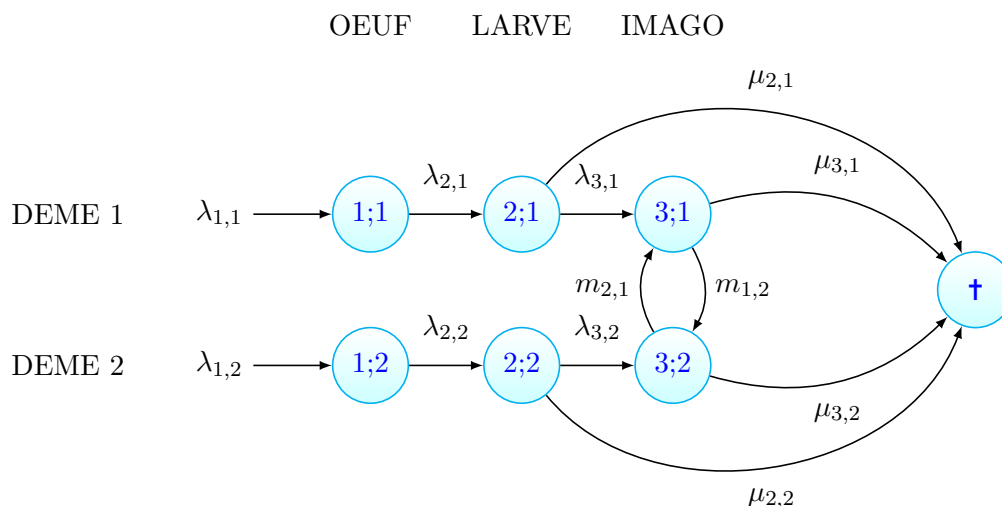 OEUF LARVE IMAGO
μ2,1
μ3,1
λ2,1 λ3,1
DEME 1 λ1,1 1;1 2;1 3;1
m2,1 m1,2 †
λ2,2 λ3,2
DEME 2 λ1,2 1;2 2;2 3;2
μ3,2
μ2,2